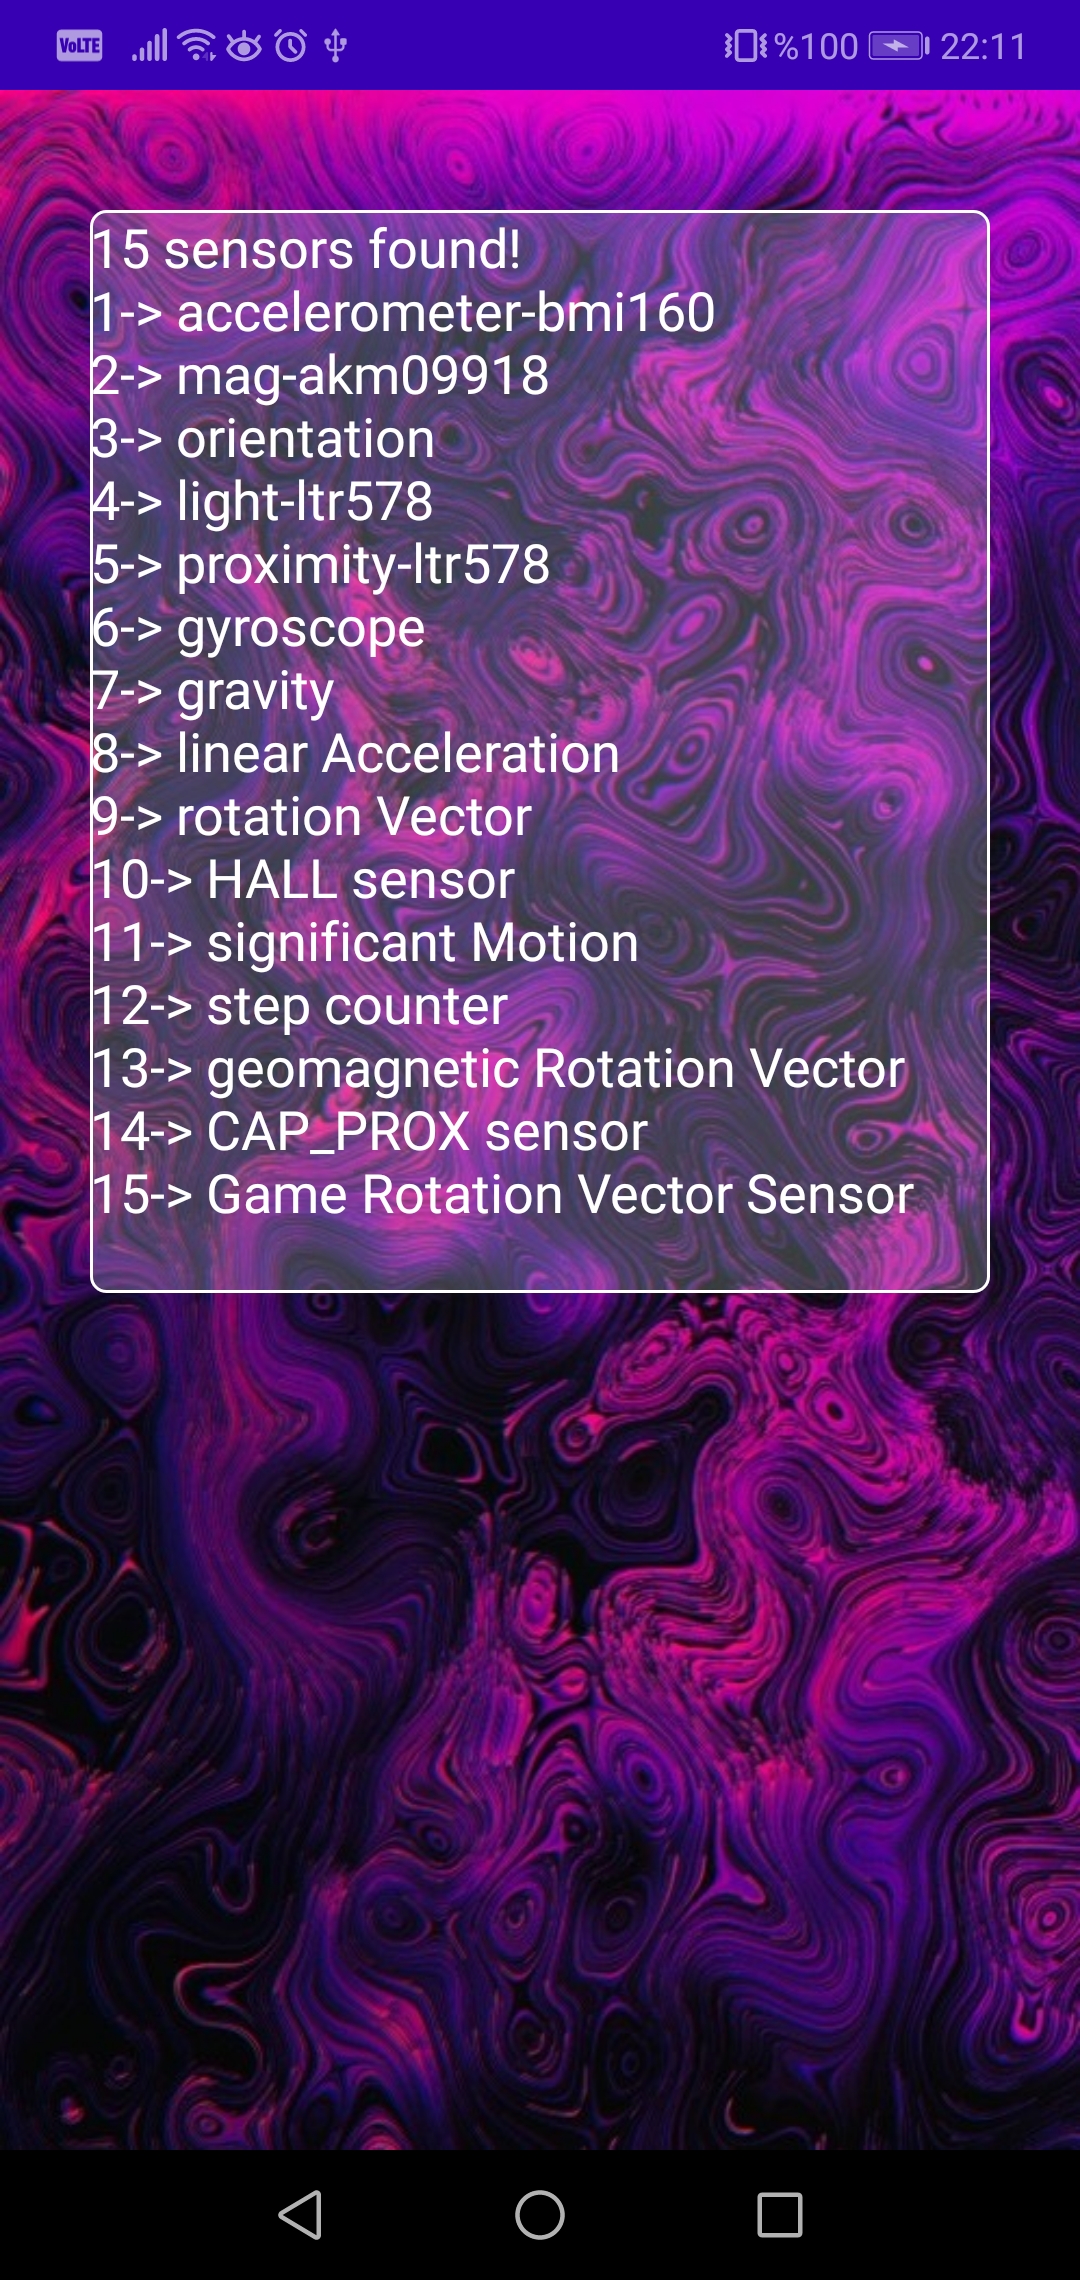 VoLTE %100 22:11
15 sensors found!
1-> accelerometer-bmi160
2-> mag-akm09918
3-> orientation
4-> light-ltr578
5-> proximity-ltr578
6-> gyroscope
7-> gravity
8-> linear Acceleration
9-> rotation Vector
10-> HALL sensor
11-> significant Motion
12-> step counter
13-> geomagnetic Rotation Vector
14-> CAP_PROX sensor
15-> Game Rotation Vector Sensor